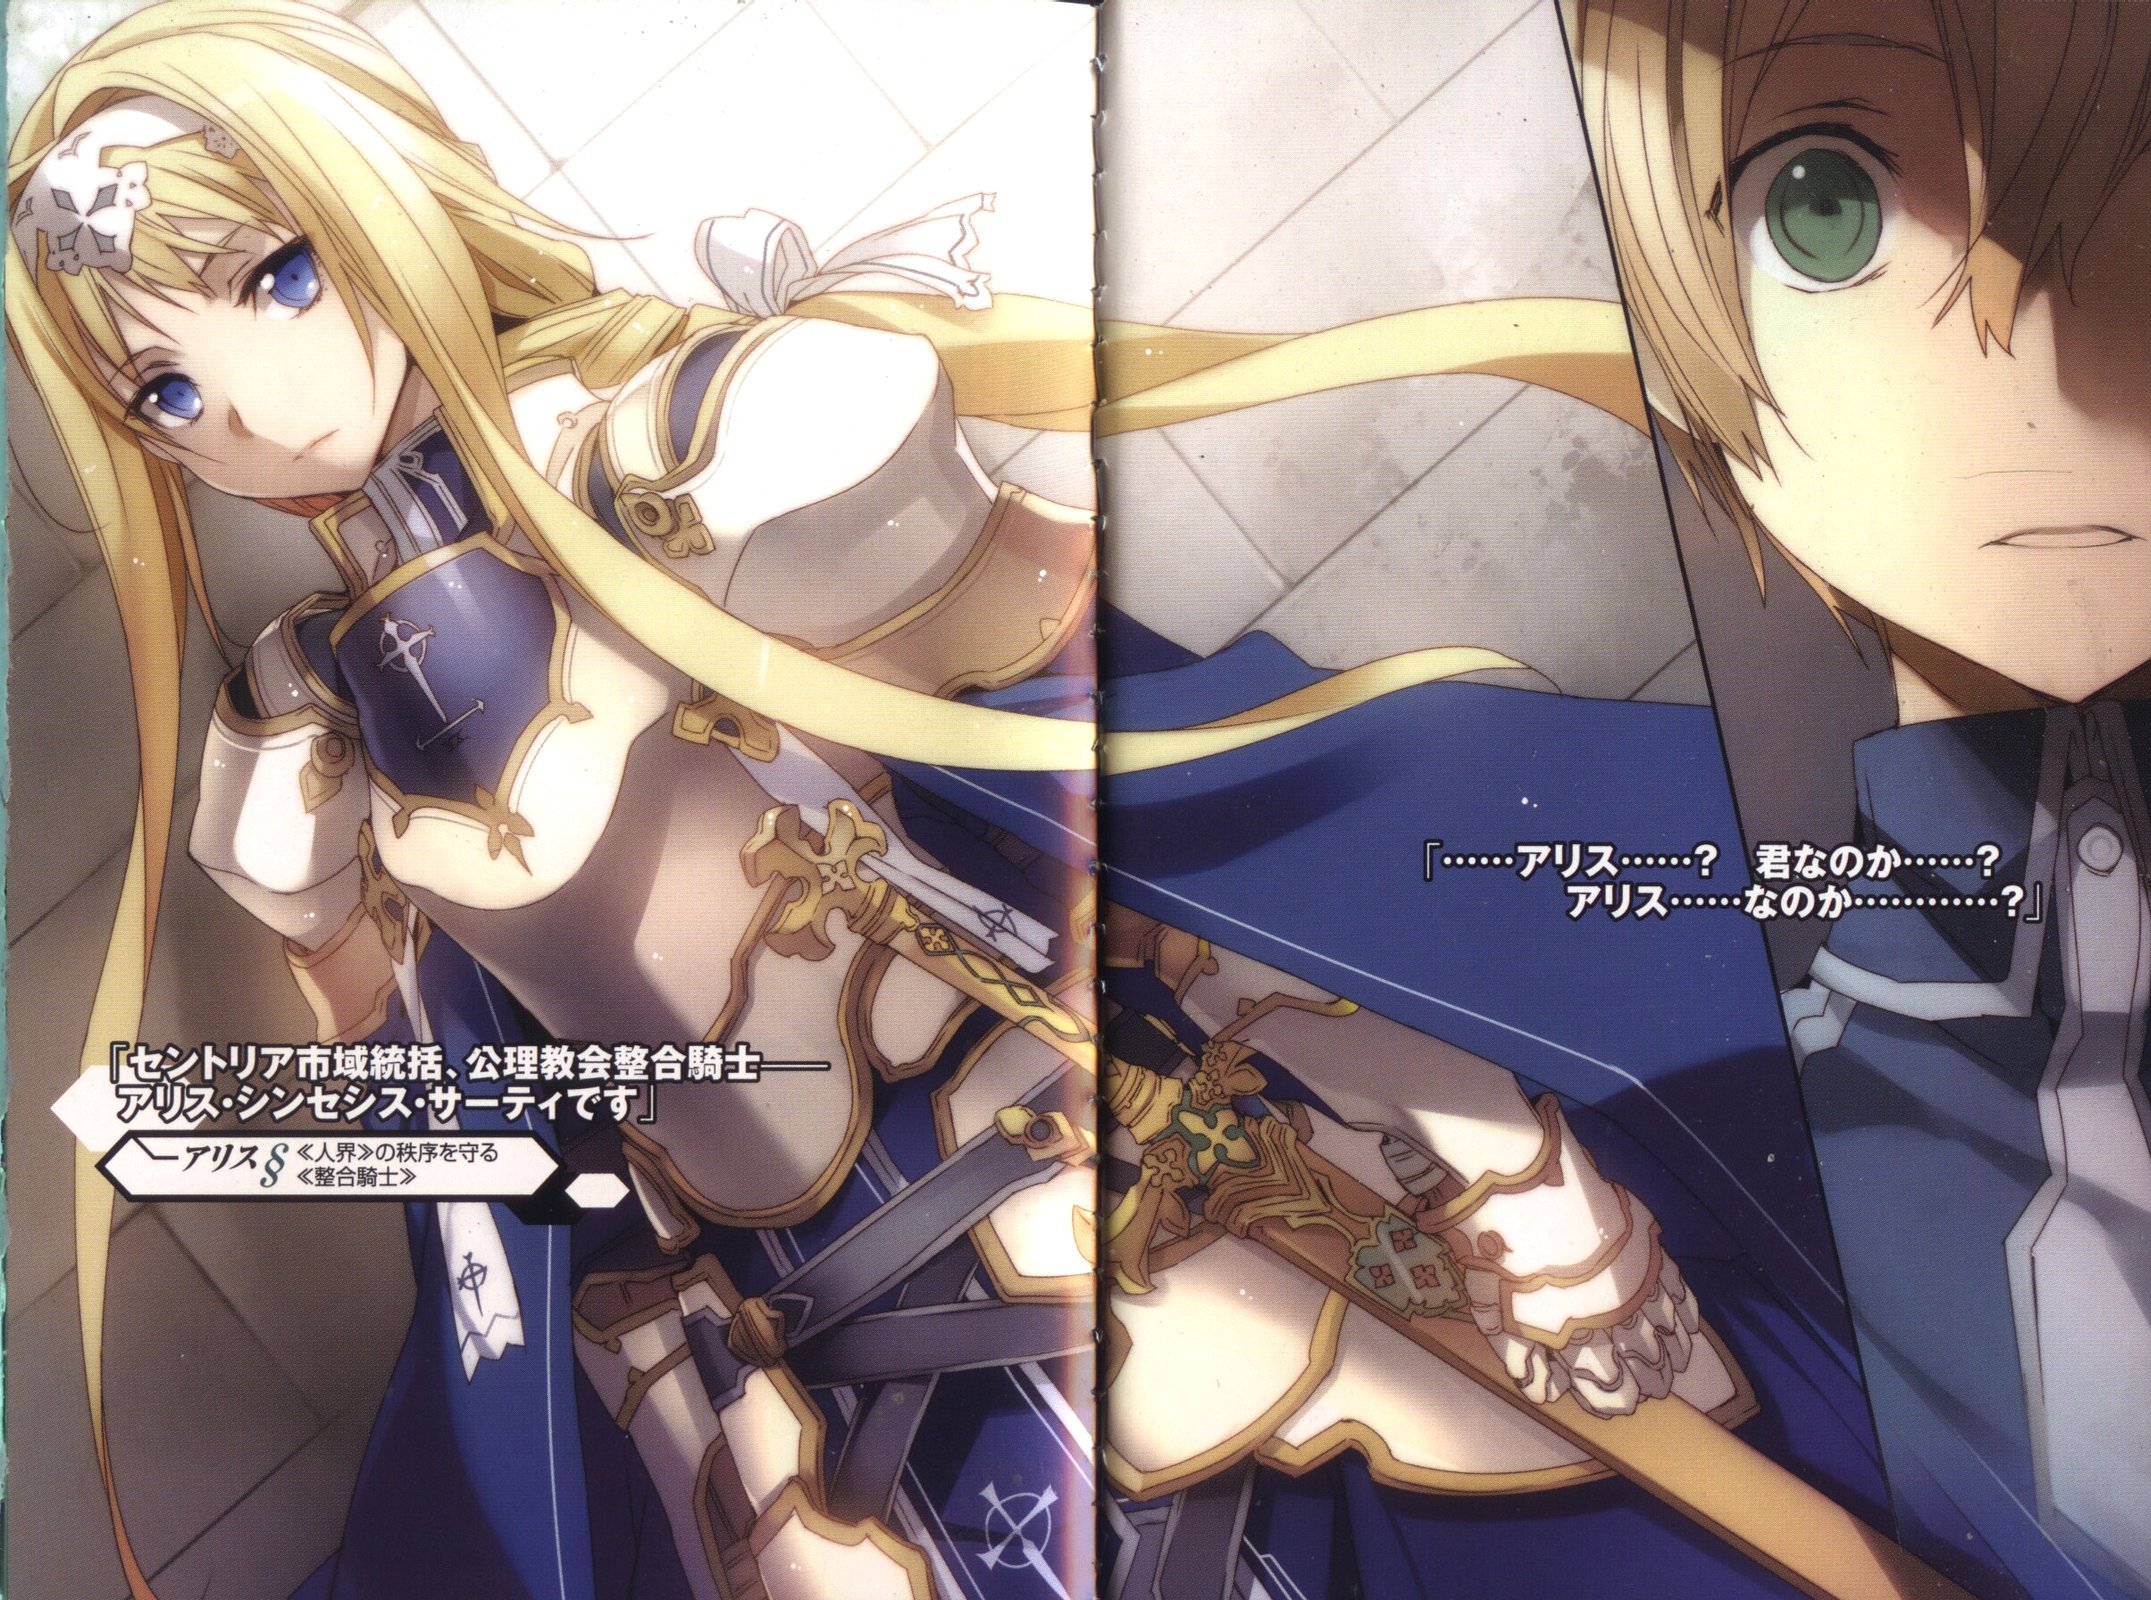 『……アリス……？　君なのか……？
アリス……なのか…………？』
『セントリア市域統括、公理教会整合騎士――
アリス・シンセシス・サーティです』
アリス§
≪人界≫の秩序を守る
≪整合騎士≫